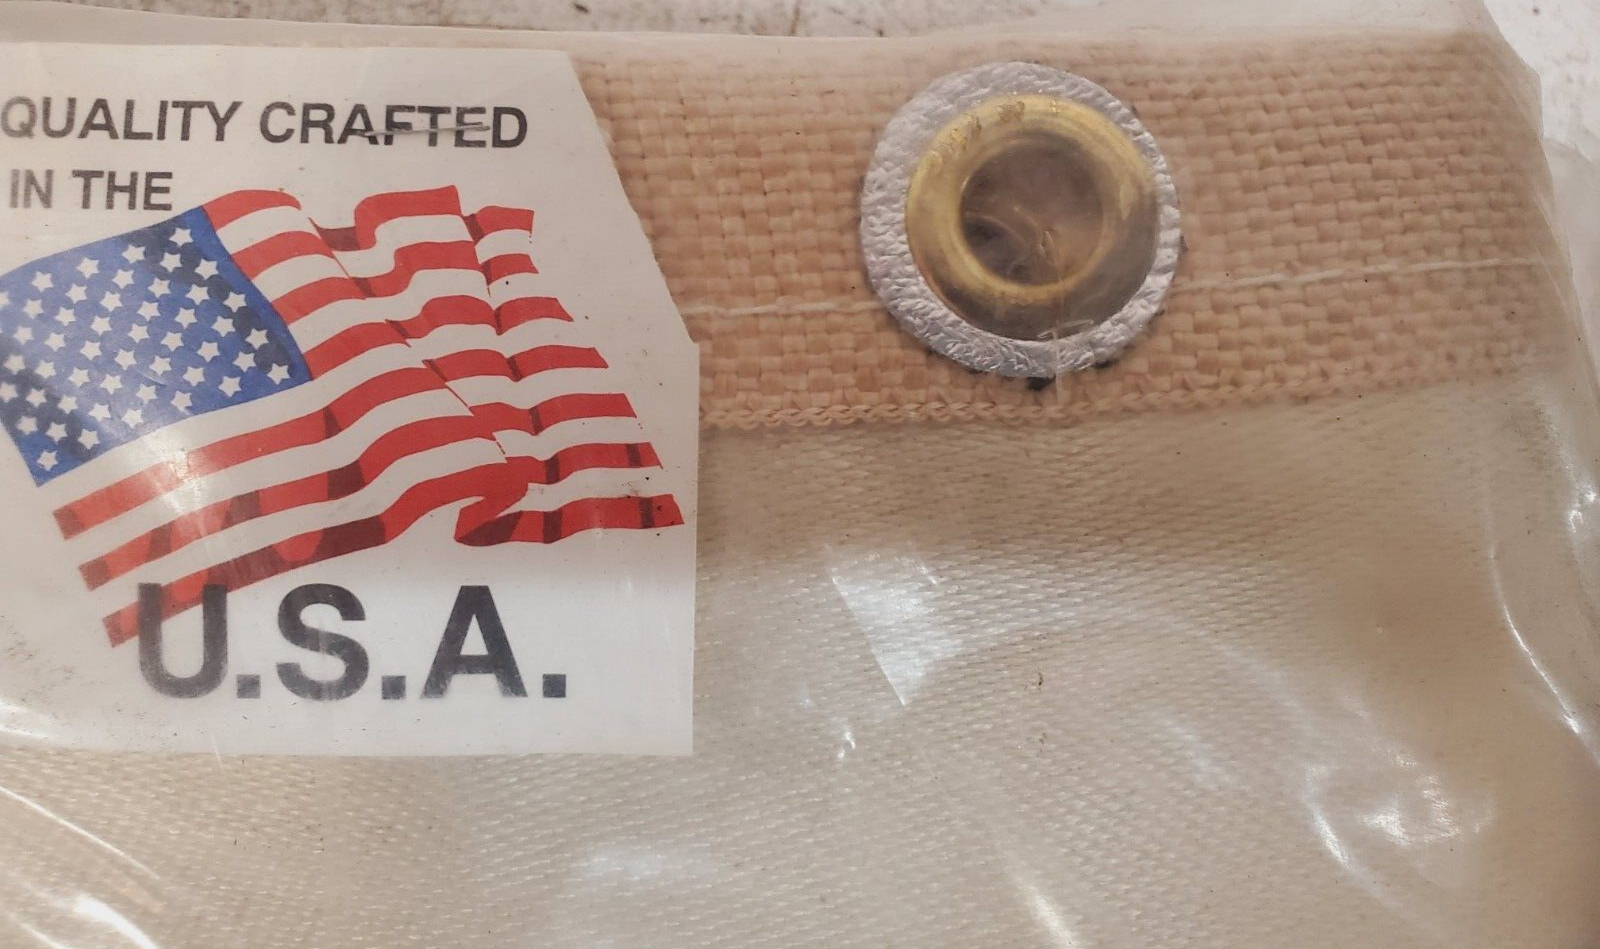 QUALITY CRAFTED
IN THE
U.S.A.